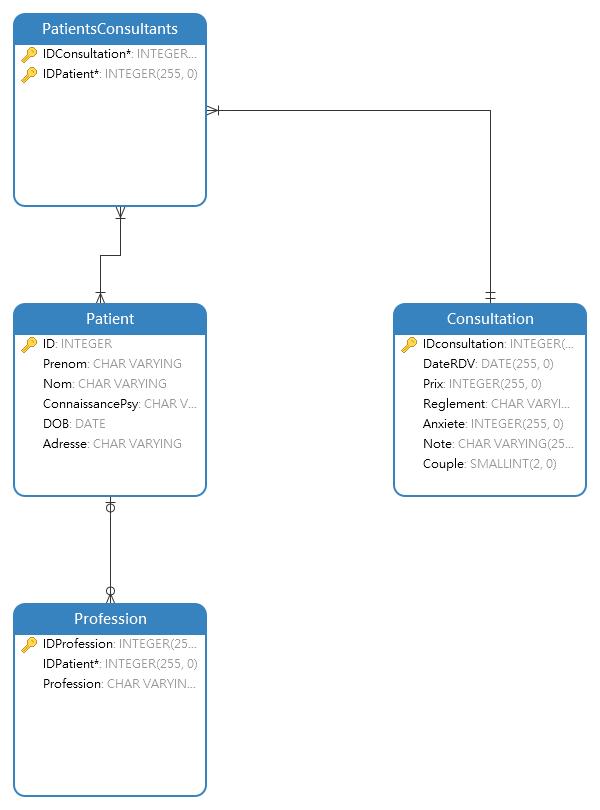 PatientsConsultants
IDConsultation*: INTEGER...
IDPatient*: INTEGER(255, 0)
Patient
ID: INTEGER
Prenom: CHAR VARYING
Nom: CHAR VARYING
ConnaissancePsy: CHAR V...
DOB: DATE
Adresse: CHAR VARYING
Consultation
IDconsultation: INTEGER(...
DateRDV: DATE(255, 0)
Prix: INTEGER(255, 0)
Reglement: CHAR VARYI...
Anxiete: INTEGER(255, 0)
Note: CHAR VARYING(25...
Couple: SMALLINT(2, 0)
Profession
IDProfession: INTEGER(25...
IDPatient*: INTEGER(255, 0)
Profession: CHAR VARYIN...